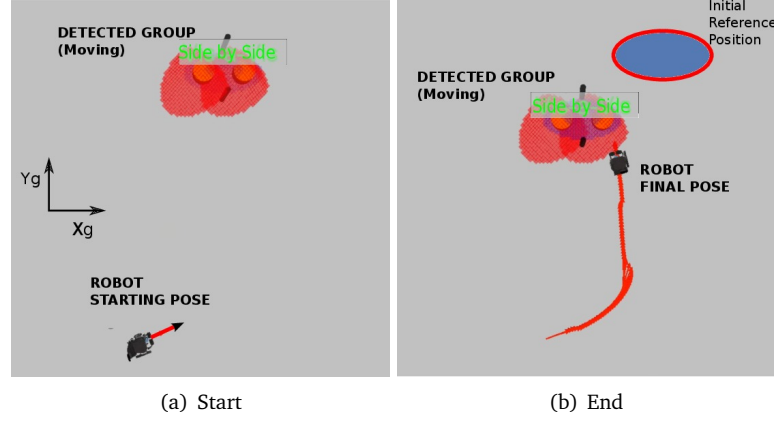 DETECTED GROUP
(Moving)
Side by Side
Yg
Xg
ROBOT
STARTING POSE
(a) Start
Initial
Reference
Position
DETECTED GROUP
(Moving)
Side by Side
ROBOT
FINAL POSE
(b) End